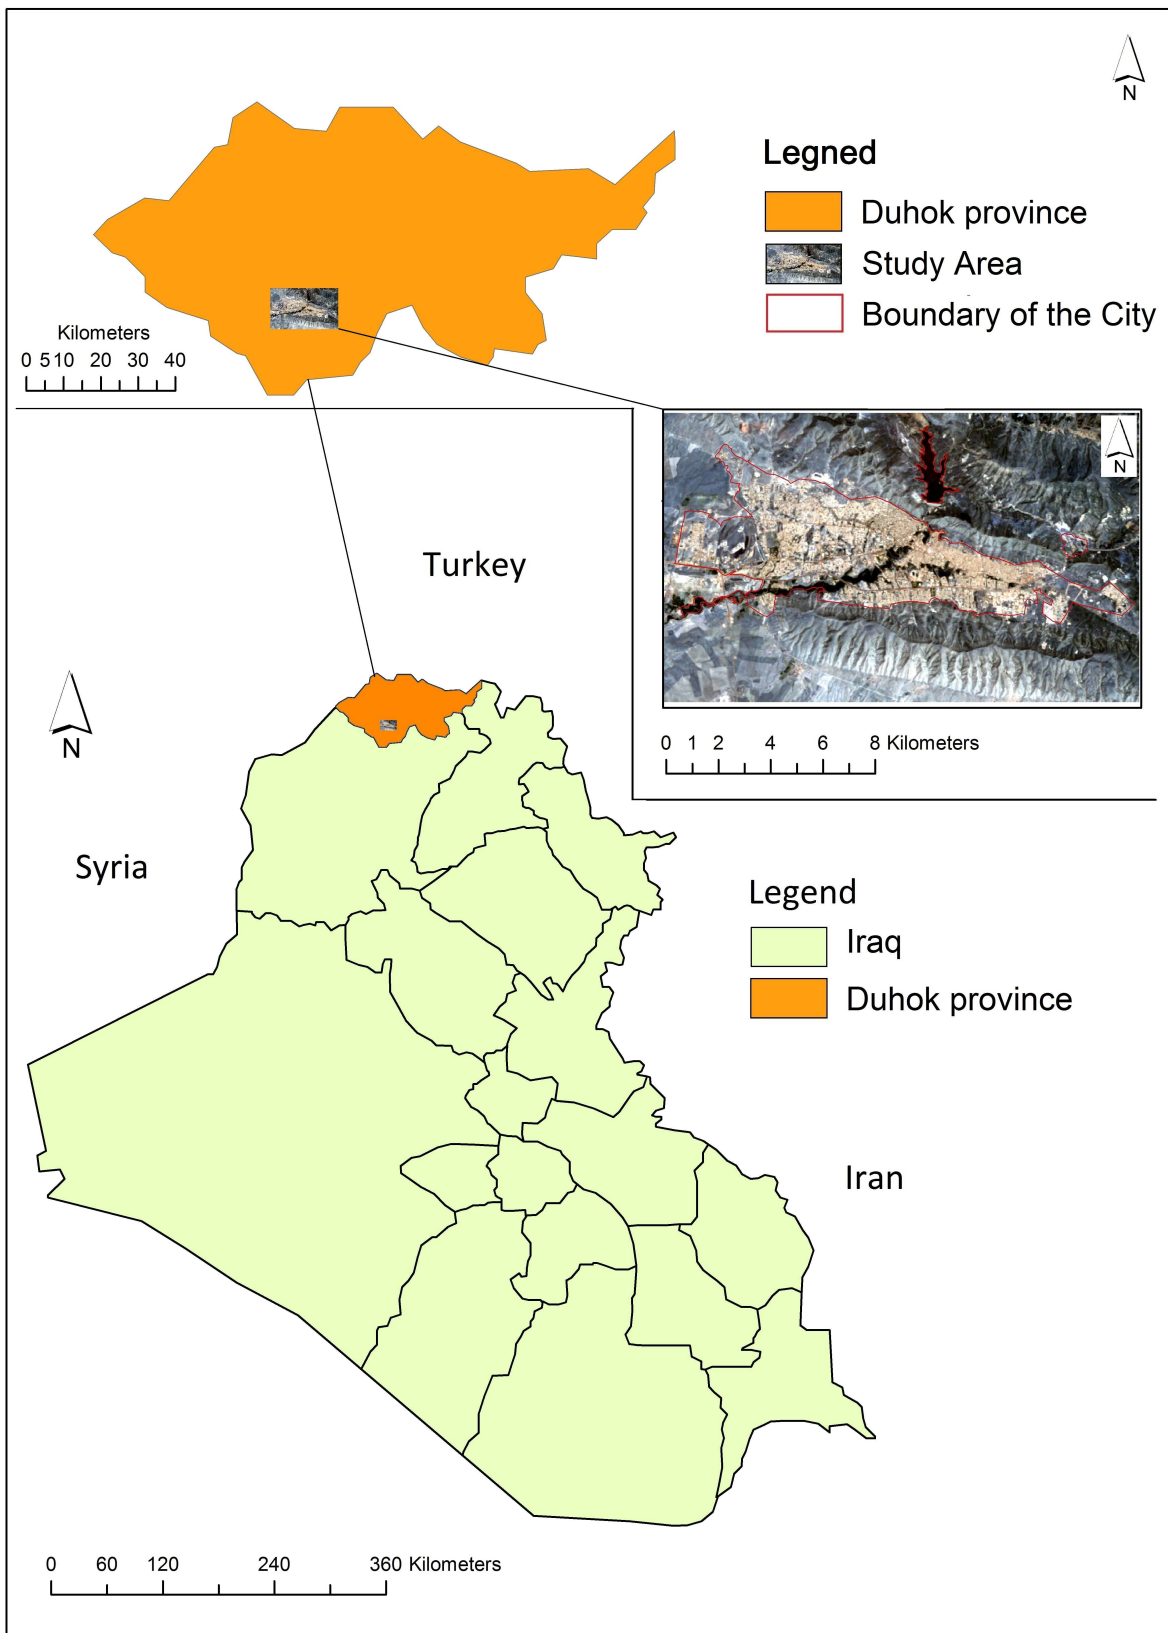 N
Legned
Duhok province
Study Area
Boundary of the City
Kilometers
0 5 10 20 30 40
N
Turkey
N
0 1 2 4 6 8 Kilometers
Syria
Legend
Iraq
Duhok province
Iran
0 60 120 240 360 Kilometers